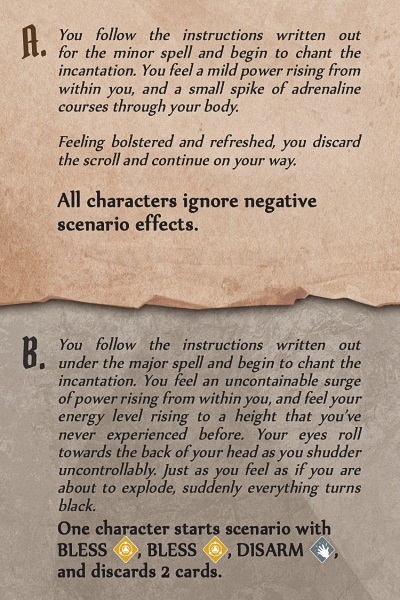 A. You follow the instructions written out
for the minor spell and begin to chant the
incantation. You feel a mild power rising from
within you, and a small spike of adrenaline
courses through your body.
Feeling bolstered and refreshed, you discard
the scroll and continue on your way.
All characters ignore negative
scenario effects.
B. You follow the instructions written out
under the major spell and begin to chant the
incantation. You feel an uncontainable surge
of power rising from within you, and feel your
energy level rising to a height that you've
never experienced before. Your eyes roll
towards the back of your head as you shudder
uncontrollably. Just as you feel as if you are
about to explode, suddenly everything turns
black.
One character starts scenario with
BLESS , BLESS , DISARM ,
and discards 2 cards.